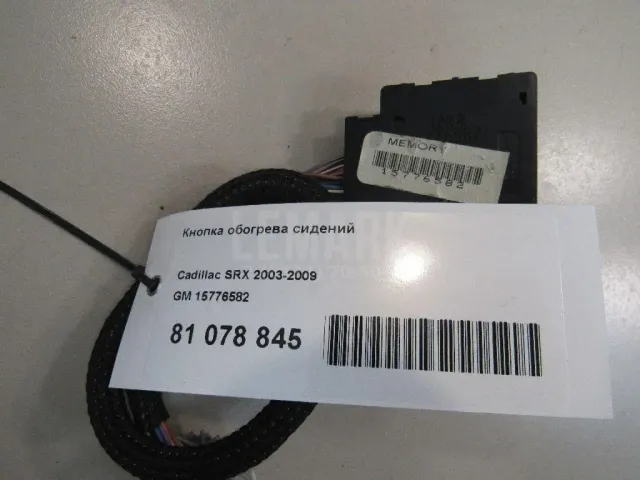 MEMORY
15776582
Кнопка обогрева сидений
Cadillac SRX 2003-2009
GM 15776582
81 078 845